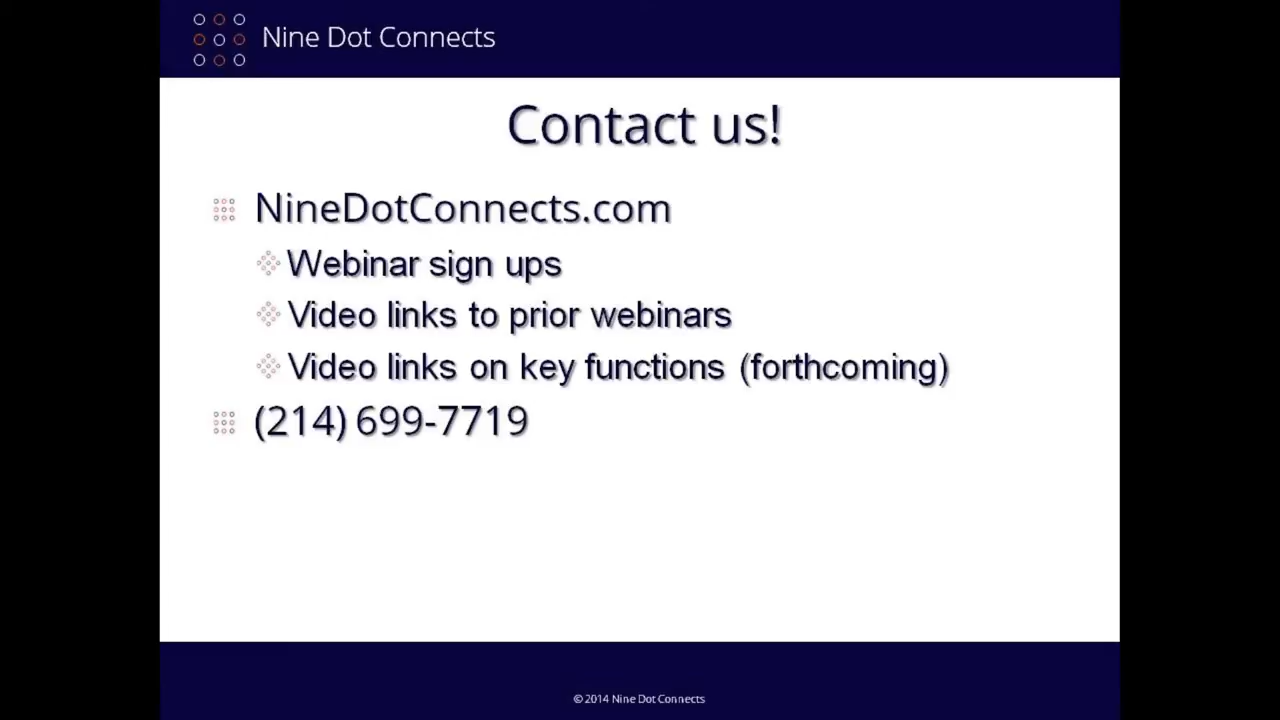 Nine Dot Connects
Contact us!
NineDotConnects.com
Webinar sign ups
Video links to prior webinars
Video links on key functions (forthcoming)
(214) 699-7719
© 2014 Nine Dot Connects